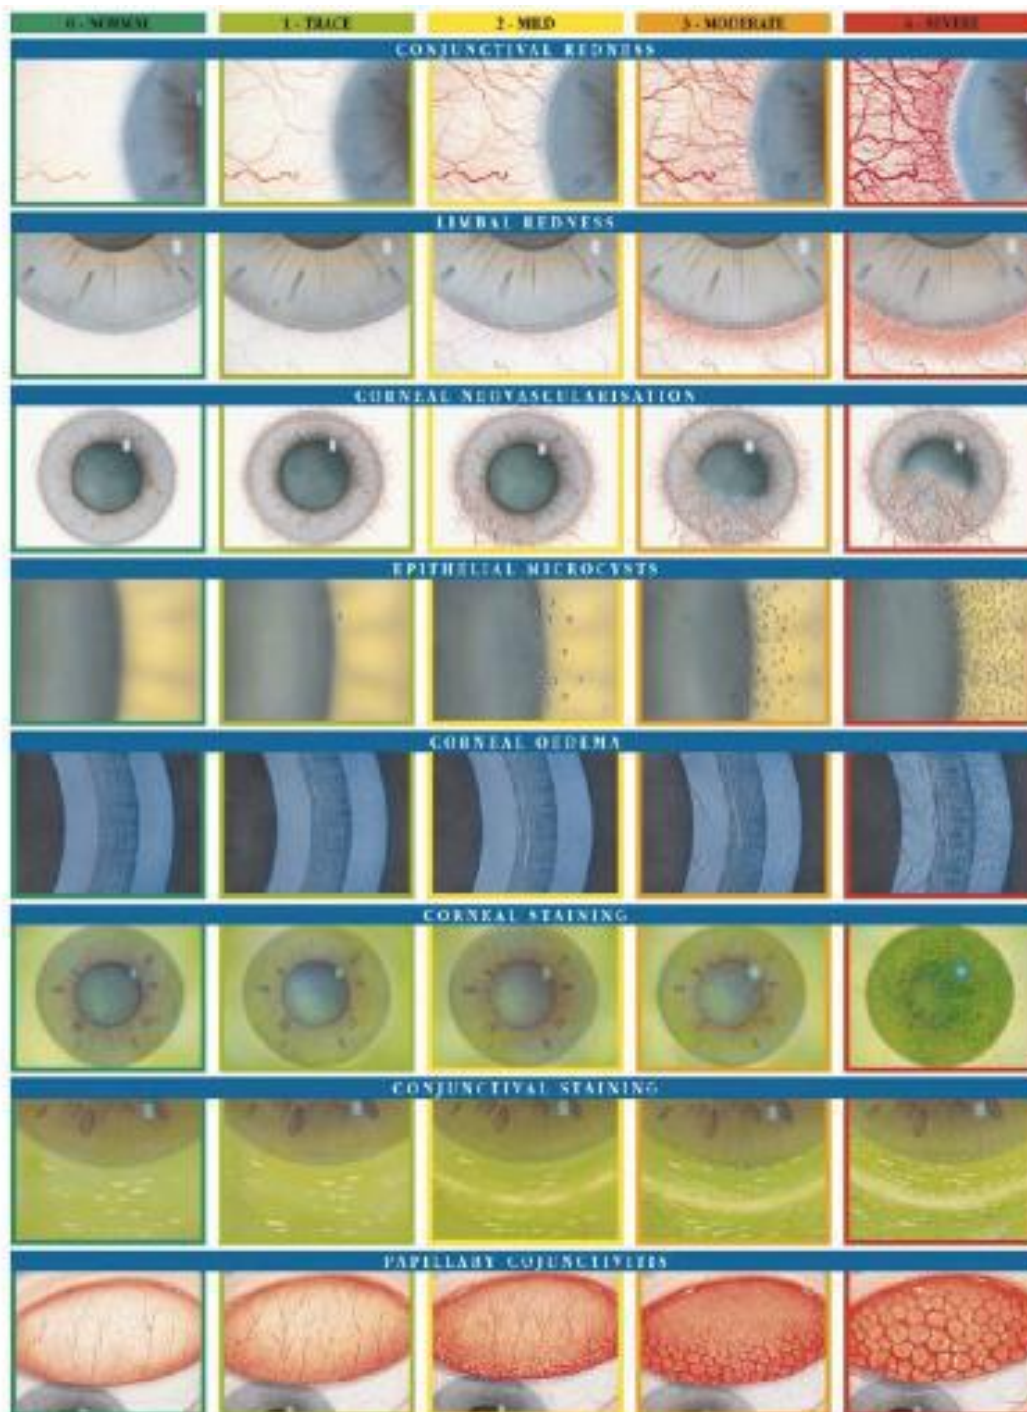 0 - NORMAL 1 - TRACE 2 - MILD 3 - MODERATE 4 - SEVERE
CONJUNCTIVAL REDNESS
LIMBAL REDNESS
CORNEAL NEOVASCULARISATION
EPITHELIAL MICROCYSTS
CORNEAL OEDEMA
CORNEAL STAINING
CONJUNCTIVAL STAINING
PAPILLARY COJUNCTIVITIS